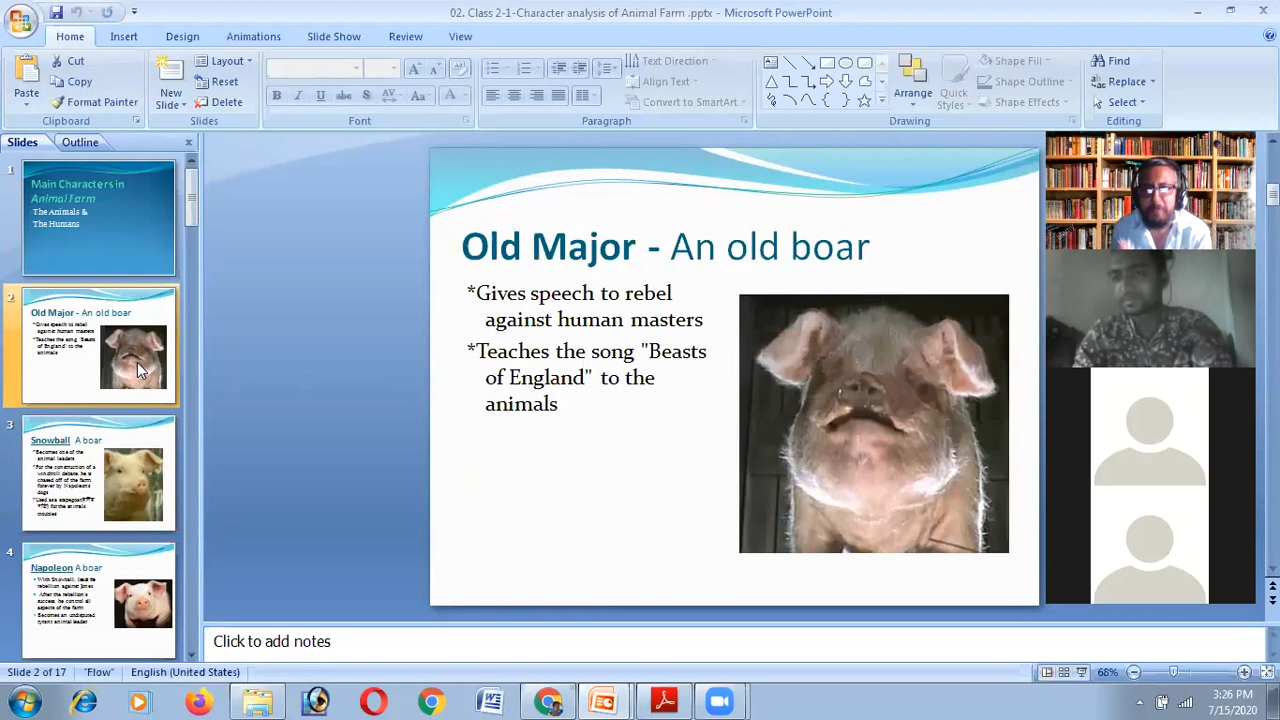 02. Class 2-1-Character analysis of Animal Farm .pptx - Microsoft PowerPoint
Home Insert Design Animations Slide Show Review View
Paste
Cut
Copy
Format Painter
Clipboard
New
Slide
Layout
Reset
Delete
Slides
Font
Text Direction
Align Text
Convert to SmartArt
Paragraph
Arrange
Quick
Styles
Shape Fill
Shape Outline
Shape Effects
Drawing
Find
Replace
Select
Editing
Slides Outline
1
Main Characters in
Animal Farm
The Animals &
The Humans
2
Old Major - An old boar
*Gives speech to rebel
against human masters
*Teaches the song "Beasts
of England" to the
animals
3
Snowball A boar
*Becomes one of the
animal leaders
*For the construction of a
windmill debate, he is
chased off of the farm
forever by Napoleon's
dogs
for the animals
troubles
4
Napoleon A boar
With Snowball, leads the
rebellion against Jones
After the rebellion's
success, he control all
aspects of the farm
Becomes an undisputed
tyrant animal leader
Old Major - An old boar
*Gives speech to rebel
against human masters
*Teaches the song "Beasts
of England" to the
animals
Click to add notes
Slide 2 of 17 "Flow" English (United States) 68%
3:26 PM
7/15/2020